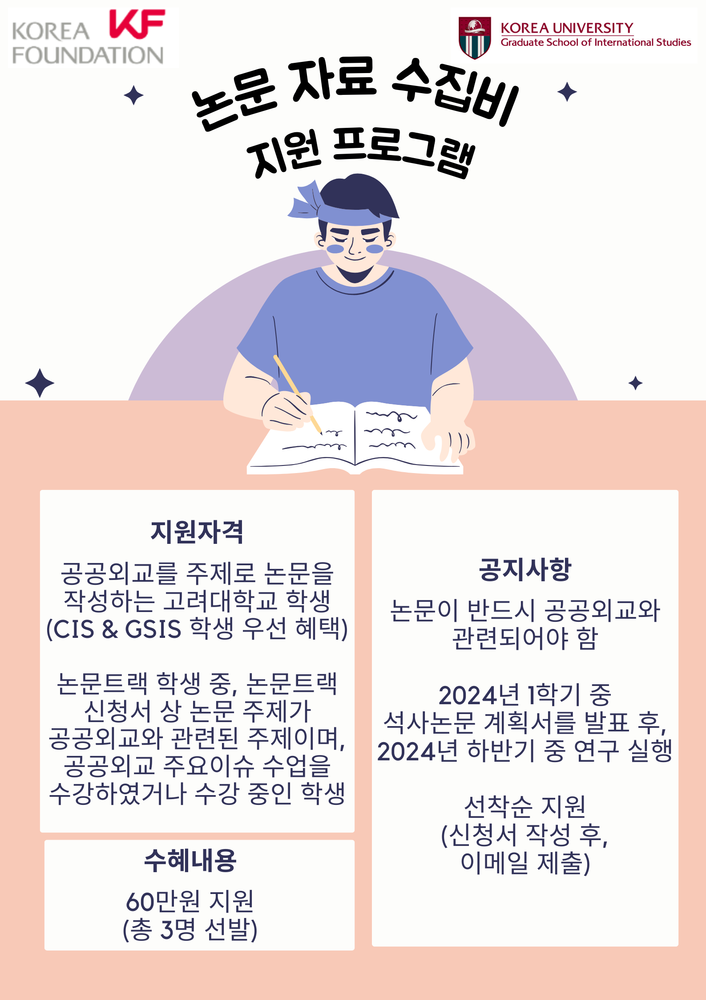 KOREA
FOUNDATION
KF
KOREA UNIVERSITY
Graduate School of International Studies
논문 자료 수집비
지원 프로그램
지원자격
공공외교를 주제로 논문을
작성하는 고려대학교 학생
(CIS & GSIS 학생 우선 혜택)
논문트랙 학생 중, 논문트랙
신청서 상 논문 주제가
공공외교와 관련된 주제이며,
공공외교 주요이슈 수업을
수강하였거나 수강 중인 학생
수혜내용
60만원 지원
(총 3명 선발)
공지사항
논문이 반드시 공공외교와
관련되어야 함
2024년 1학기 중
석사논문 계획서를 발표 후,
2024년 하반기 중 연구 실행
선착순 지원
(신청서 작성 후,
이메일 제출)